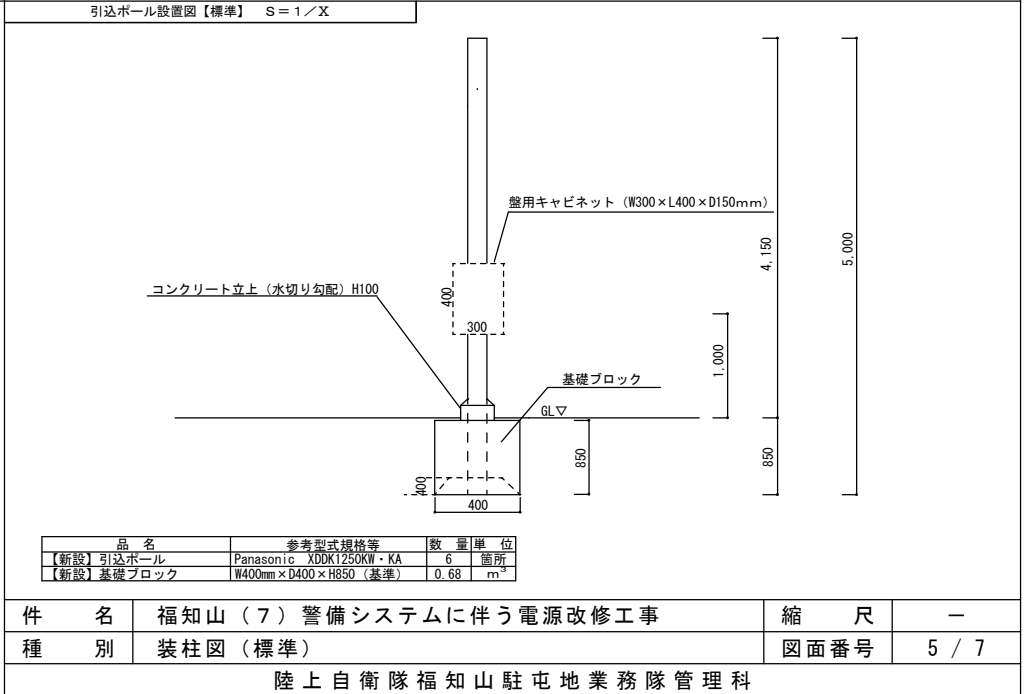 引込ポール設置図【標準】 S=1/X
盤用キャビネット(W300×L400×D150mm)
4,150
5,000
コンクリート立上(水切り勾配)H100
400
300
1,000
基礎ブロック
GL▽
850
850
400
400
品 名 参考型式規格等 数 量 単 位
【新設】引込ポール Panasonic XDDK1250KW・KA 6 箇所
【新設】基礎ブロック W400mm×D400×H850(基準) 0.68 m³
件 名 福知山(7)警備システムに伴う電源改修工事 縮 尺 ー
種 別 装柱図(標準) 図面番号 5 / 7
陸上自衛隊福知山駐屯地業務隊管理科